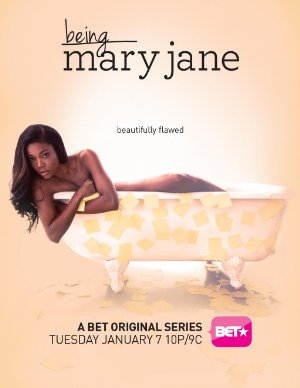 being
mary jane
beautifully flawed
A BET ORIGINAL SERIES
TUESDAY JANUARY 7 10P/9C
BET★